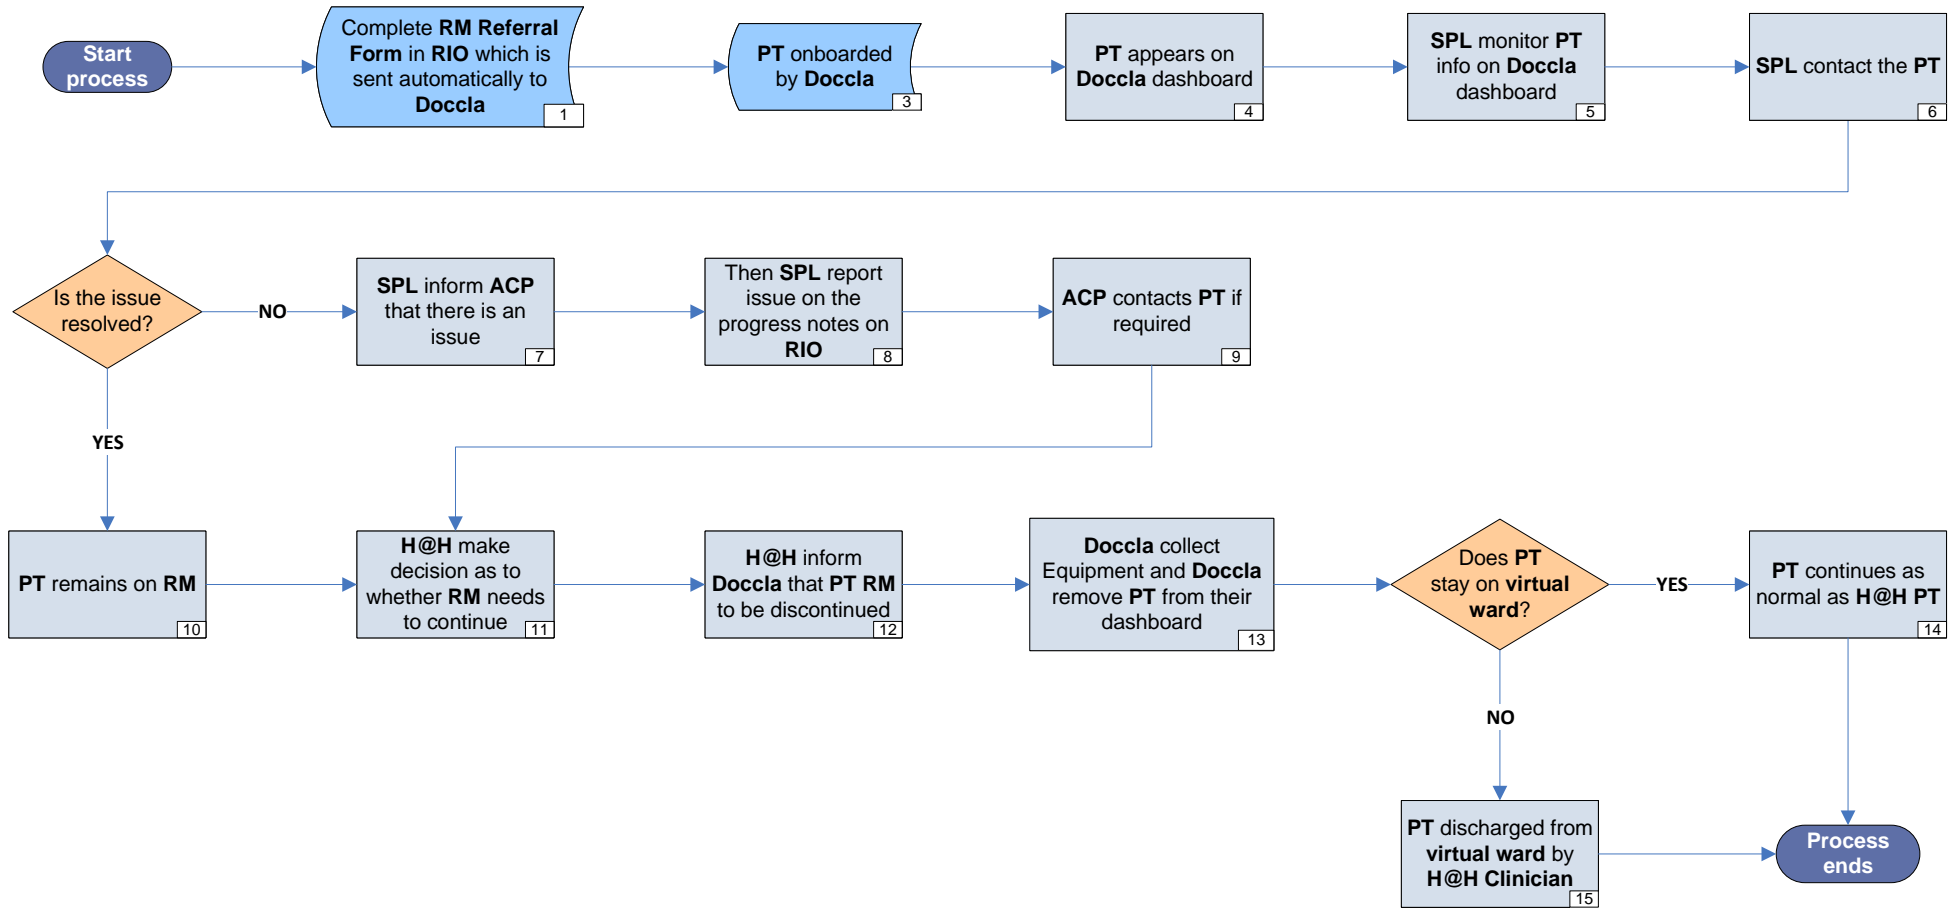 Start
process
Complete RM Referral
Form in RIO which is
sent automatically to
Doccla
1
PT onboarded
by Doccla
3
PT appears on
Doccla dashboard
4
SPL monitor PT
info on Doccla
dashboard
5
SPL contact the PT
6
Is the issue
resolved?
NO
SPL inform ACP
that there is an
issue
7
Then SPL report
issue on the
progress notes on
RIO
8
ACP contacts PT if
required
9
YES
PT remains on RM
10
H@H make
decision as to
whether RM needs
to continue
11
H@H inform
Doccla that PT RM
to be discontinued
12
Doccla collect
Equipment and Doccla
remove PT from their
dashboard
13
Does PT
stay on virtual
ward?
YES
PT continues as
normal as H@H PT
14
NO
PT discharged from
virtual ward by
H@H Clinician
15
Process
ends